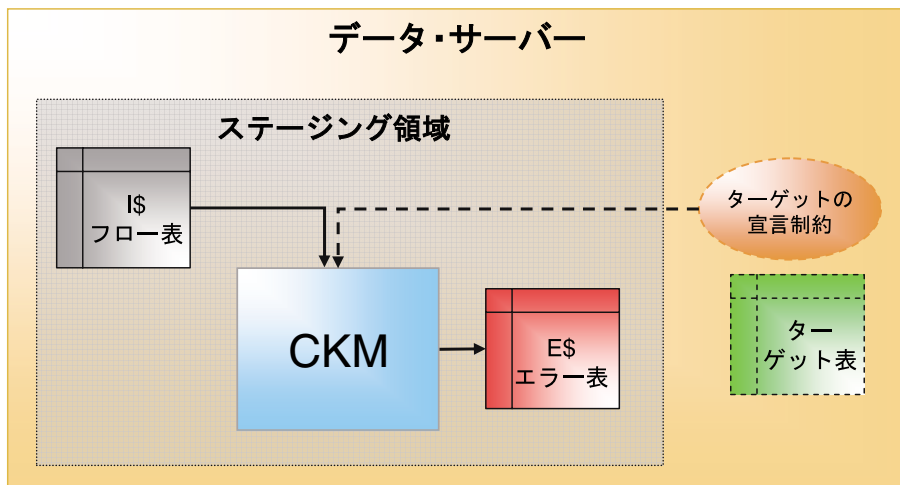 データ・サーバー
ステージング領域
I$
フロー表
ターゲットの
宣言制約
CKM
E$
エラー表
ター
ゲット表